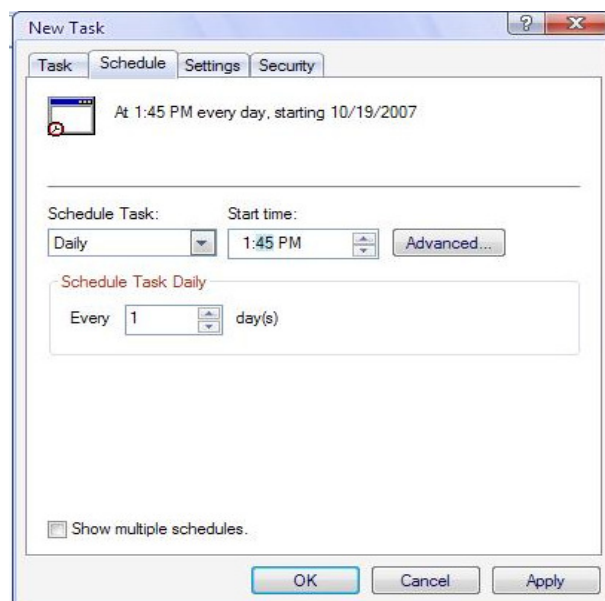 New Task
Task Schedule Settings Security
At 1:45 PM every day, starting 10/19/2007
Schedule Task: Start time:
Daily 1:45 PM Advanced...
Schedule Task Daily
Every 1 day(s)
Show multiple schedules.
OK Cancel Apply